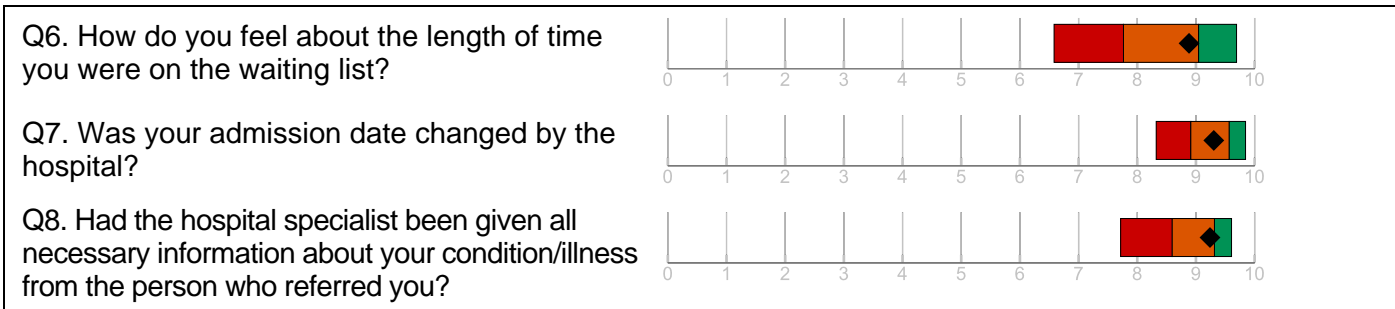 Q6. How do you feel about the length of time
you were on the waiting list?
0 1 2 3 4 5 6 7 8 9 10
Q7. Was your admission date changed by the
hospital?
0 1 2 3 4 5 6 7 8 9 10
Q8. Had the hospital specialist been given all
necessary information about your condition/illness
from the person who referred you?
0 1 2 3 4 5 6 7 8 9 10